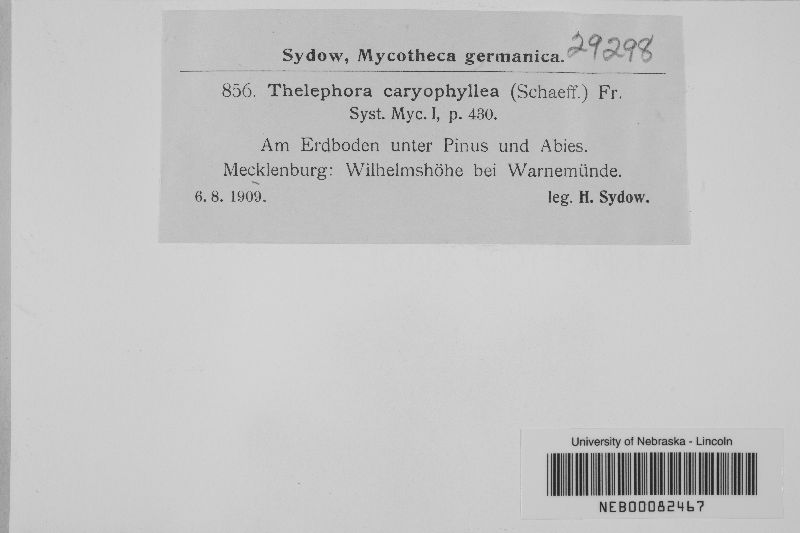 Sydow, Mycotheca germanica. 29298
856. Thelephora caryophyllea (Schaeff.) Fr.
Syst. Myc. I, p. 430.
Am Erdboden unter Pinus und Abies.
Mecklenburg: Wilhelmshöhe bei Warnemünde.
6. 8. 1909. leg. H. Sydow.
University of Nebraska - Lincoln
NEB00082467